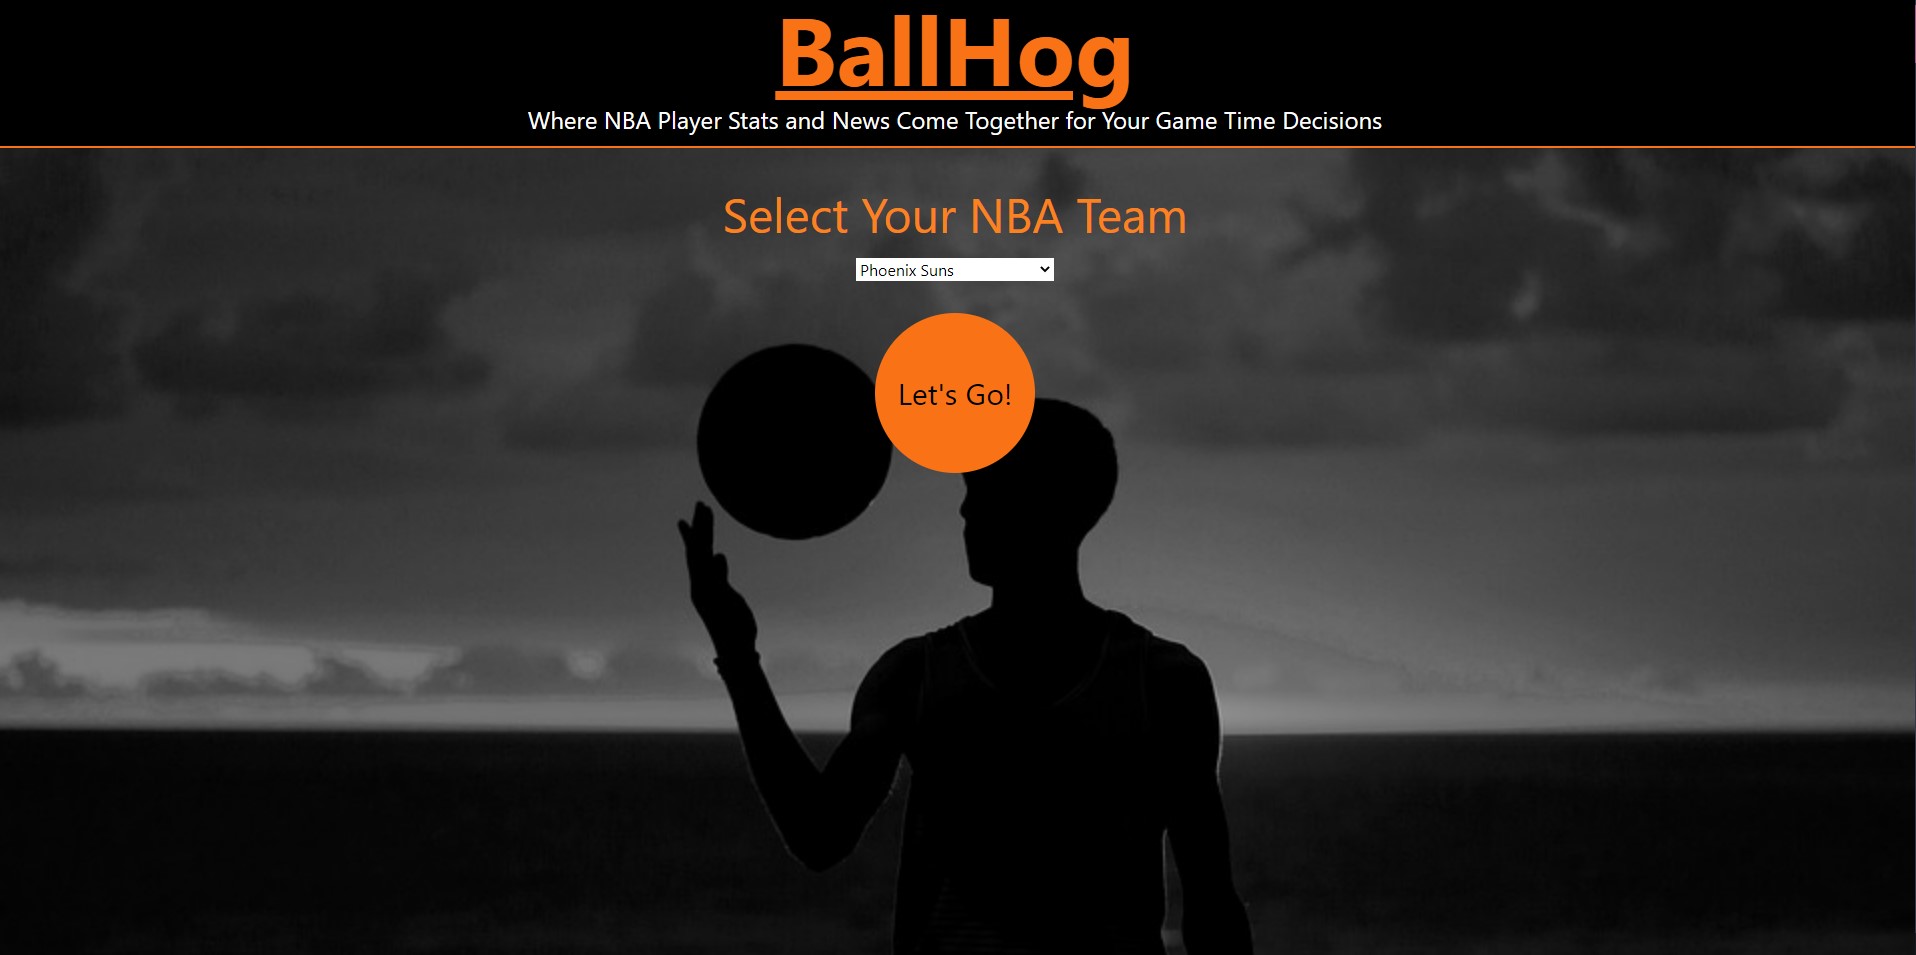 BallHog
Where NBA Player Stats and News Come Together for Your Game Time Decisions
Select Your NBA Team
Phoenix Suns
Let's Go!